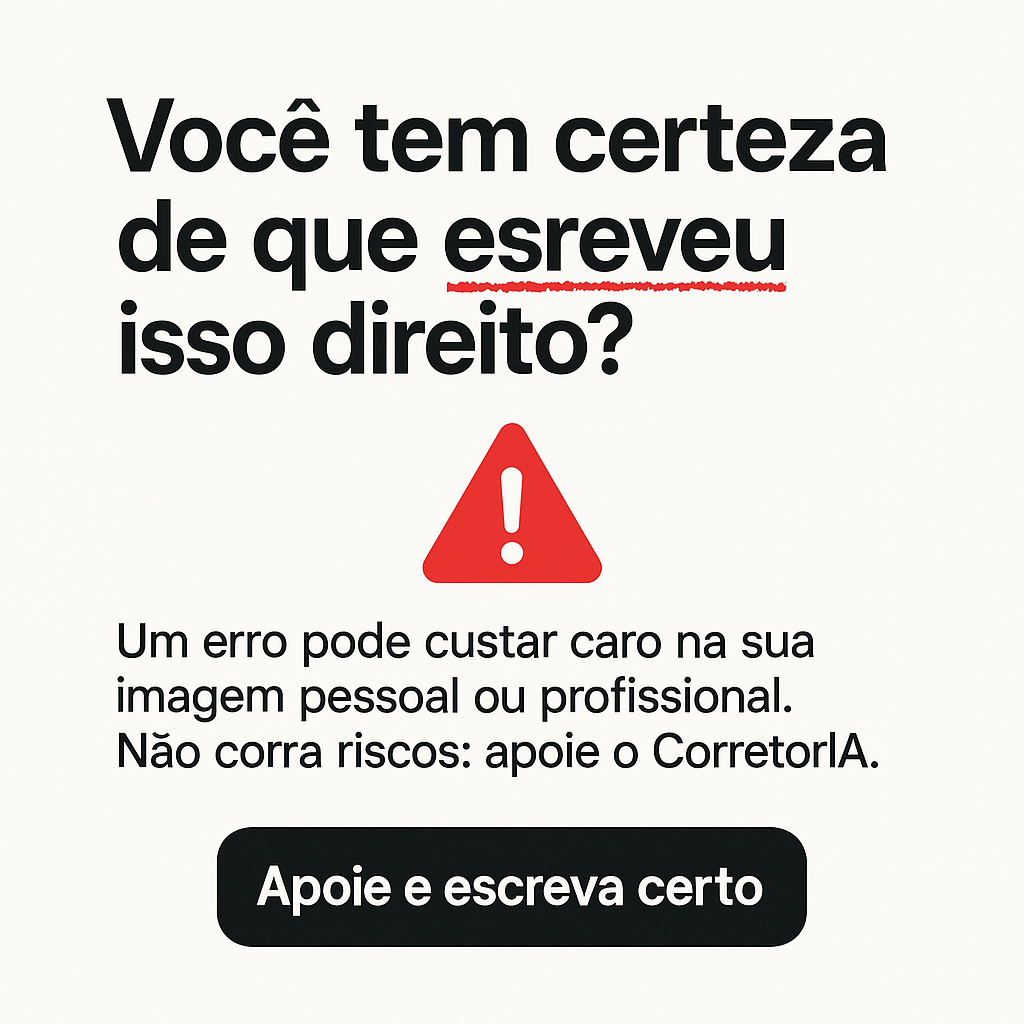 Você tem certeza
de que esreveu
isso direito?
Um erro pode custar caro na sua
imagem pessoal ou profissional.
Năo corra riscos: apoie o CorretorIA.
Apoie e escreva certo